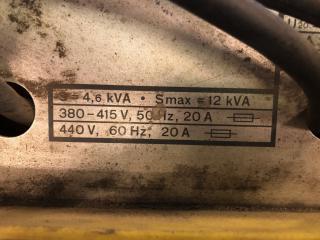 4,6 kVA • Smax = 12 kVA
380-415 V, 50 Hz, 20 A
440 V, 60 Hz, 20 A